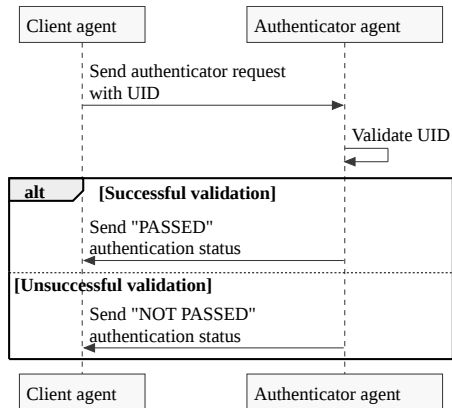 Client agent
Authenticator agent
Send authenticator request
with UID
Validate UID
alt
[Successful validation]
Send "PASSED"
authentication status
[Unsuccessful validation]
Send "NOT PASSED"
authentication status
Client agent
Authenticator agent